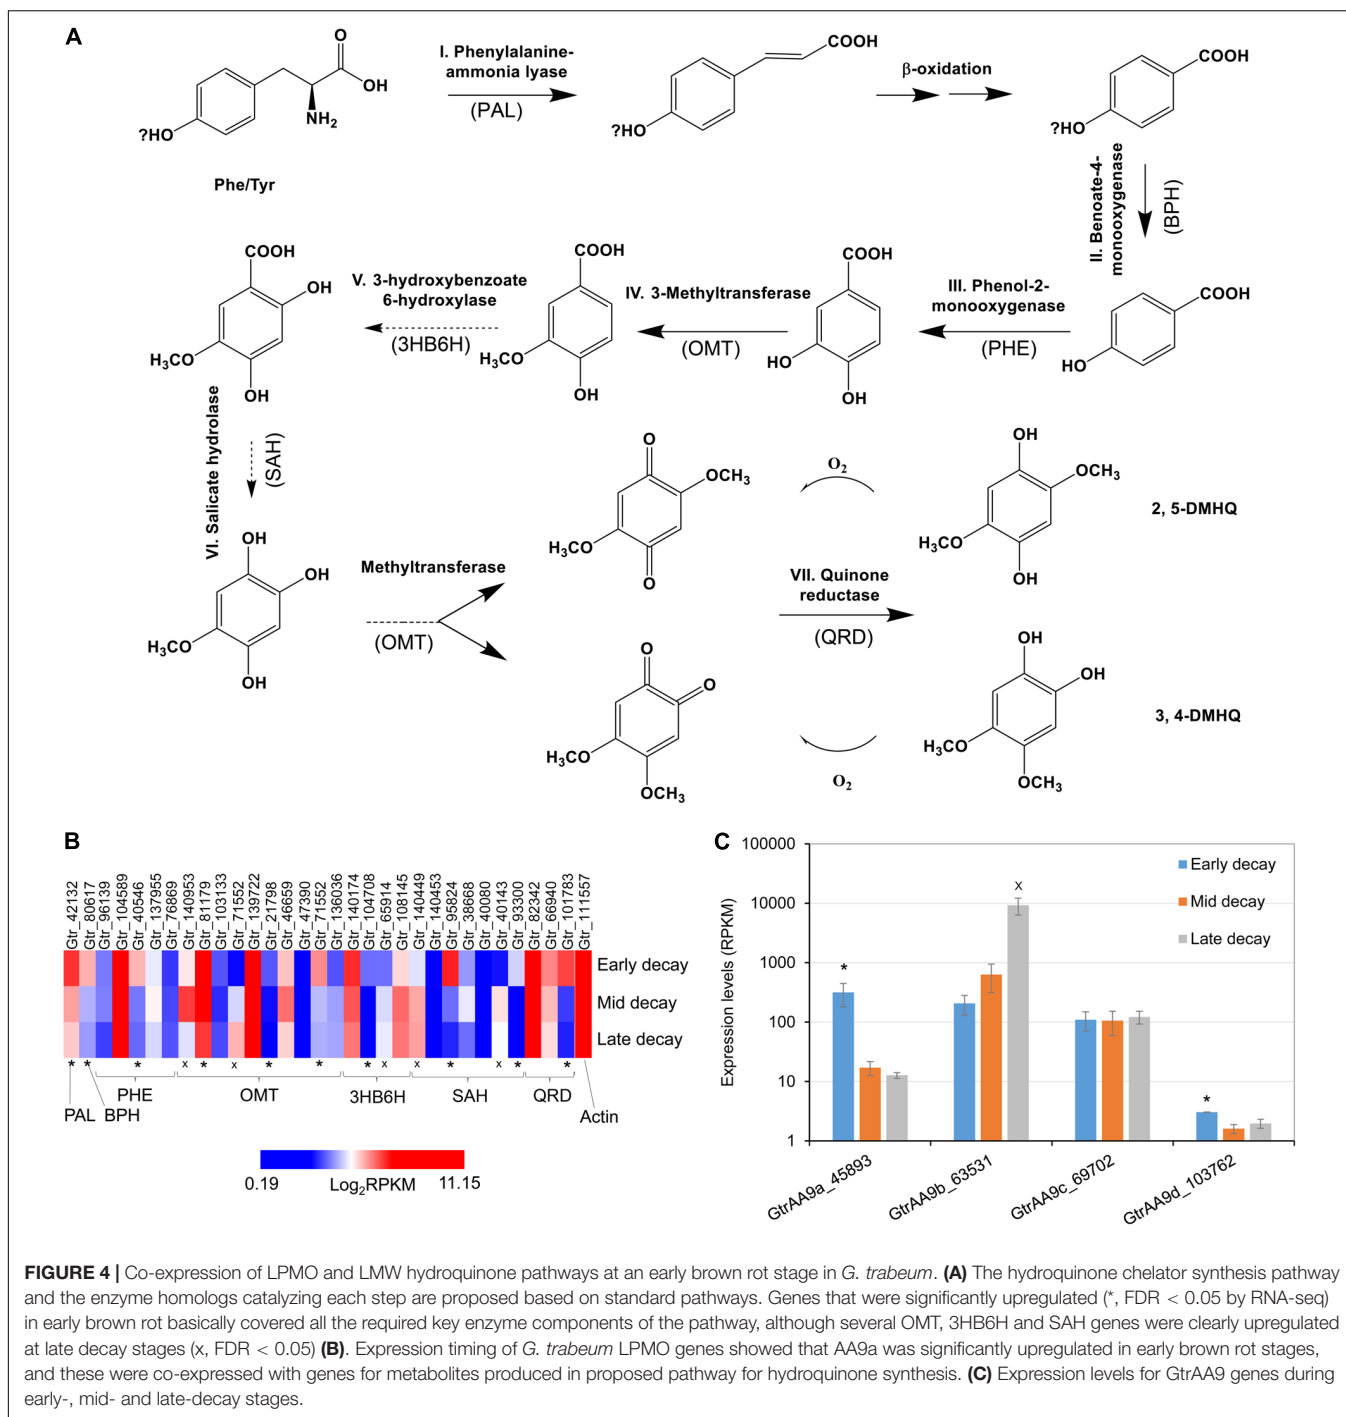 A
O
OH
NH2
?HO
Phe/Tyr
I. Phenylalanine-
ammonia lyase
(PAL)
COOH
?HO
β-oxidation
COOH
?HO
II. Benoate-4-
monooxygenase
(BPH)
COOH
HO
III. Phenol-2-
monooxygenase
(PHE)
COOH
HO
OH
IV. 3-Methyltransferase
(OMT)
COOH
H3CO
OH
V. 3-hydroxybenzoate
6-hydroxylase
(3HB6H)
COOH
OH
H3CO
OH
VI. Salicate hydrolase
(SAH)
OH
OH
H3CO
OH
Methyltransferase
(OMT)
O
OCH3
H3CO
O
O
O
H3CO
OCH3
O2
VII. Quinone
reductase
(QRD)
O2
OH
OCH3
H3CO
OH
2, 5-DMHQ
OH
OH
H3CO
OCH3
3, 4-DMHQ
B
Gtr_42132
Gtr_80617
Gtr_96139
Gtr_104589
Gtr_40546
Gtr_137955
Gtr_76869
Gtr_140953
Gtr_81179
Gtr_103133
Gtr_71552
Gtr_139722
Gtr_21798
Gtr_46659
Gtr_47390
Gtr_71552
Gtr_136036
Gtr_140174
Gtr_104708
Gtr_65914
Gtr_108145
Gtr_140449
Gtr_140453
Gtr_95824
Gtr_38668
Gtr_40080
Gtr_40143
Gtr_93300
Gtr_82342
Gtr_66940
Gtr_101783
Gtr_111557
Early decay
Mid decay
Late decay
* * * x * x * * * x x * x * *
PAL BPH PHE OMT 3HB6H SAH QRD Actin
0.19 Log2RPKM 11.15
C
Expression levels (RPKM)
100000
10000
1000
100
10
1
* x *
Early decay
Mid decay
Late decay
GtrAA9a_45893
GtrAA9b_63531
GtrAA9c_69702
GtrAA9d_103762
FIGURE 4 | Co-expression of LPMO and LMW hydroquinone pathways at an early brown rot stage in G. trabeum. (A) The hydroquinone chelator synthesis pathway
and the enzyme homologs catalyzing each step are proposed based on standard pathways. Genes that were significantly upregulated (*, FDR < 0.05 by RNA-seq)
in early brown rot basically covered all the required key enzyme components of the pathway, although several OMT, 3HB6H and SAH genes were clearly upregulated
at late decay stages (x, FDR < 0.05) (B). Expression timing of G. trabeum LPMO genes showed that AA9a was significantly upregulated in early brown rot stages,
and these were co-expressed with genes for metabolites produced in proposed pathway for hydroquinone synthesis. (C) Expression levels for GtrAA9 genes during
early-, mid- and late-decay stages.